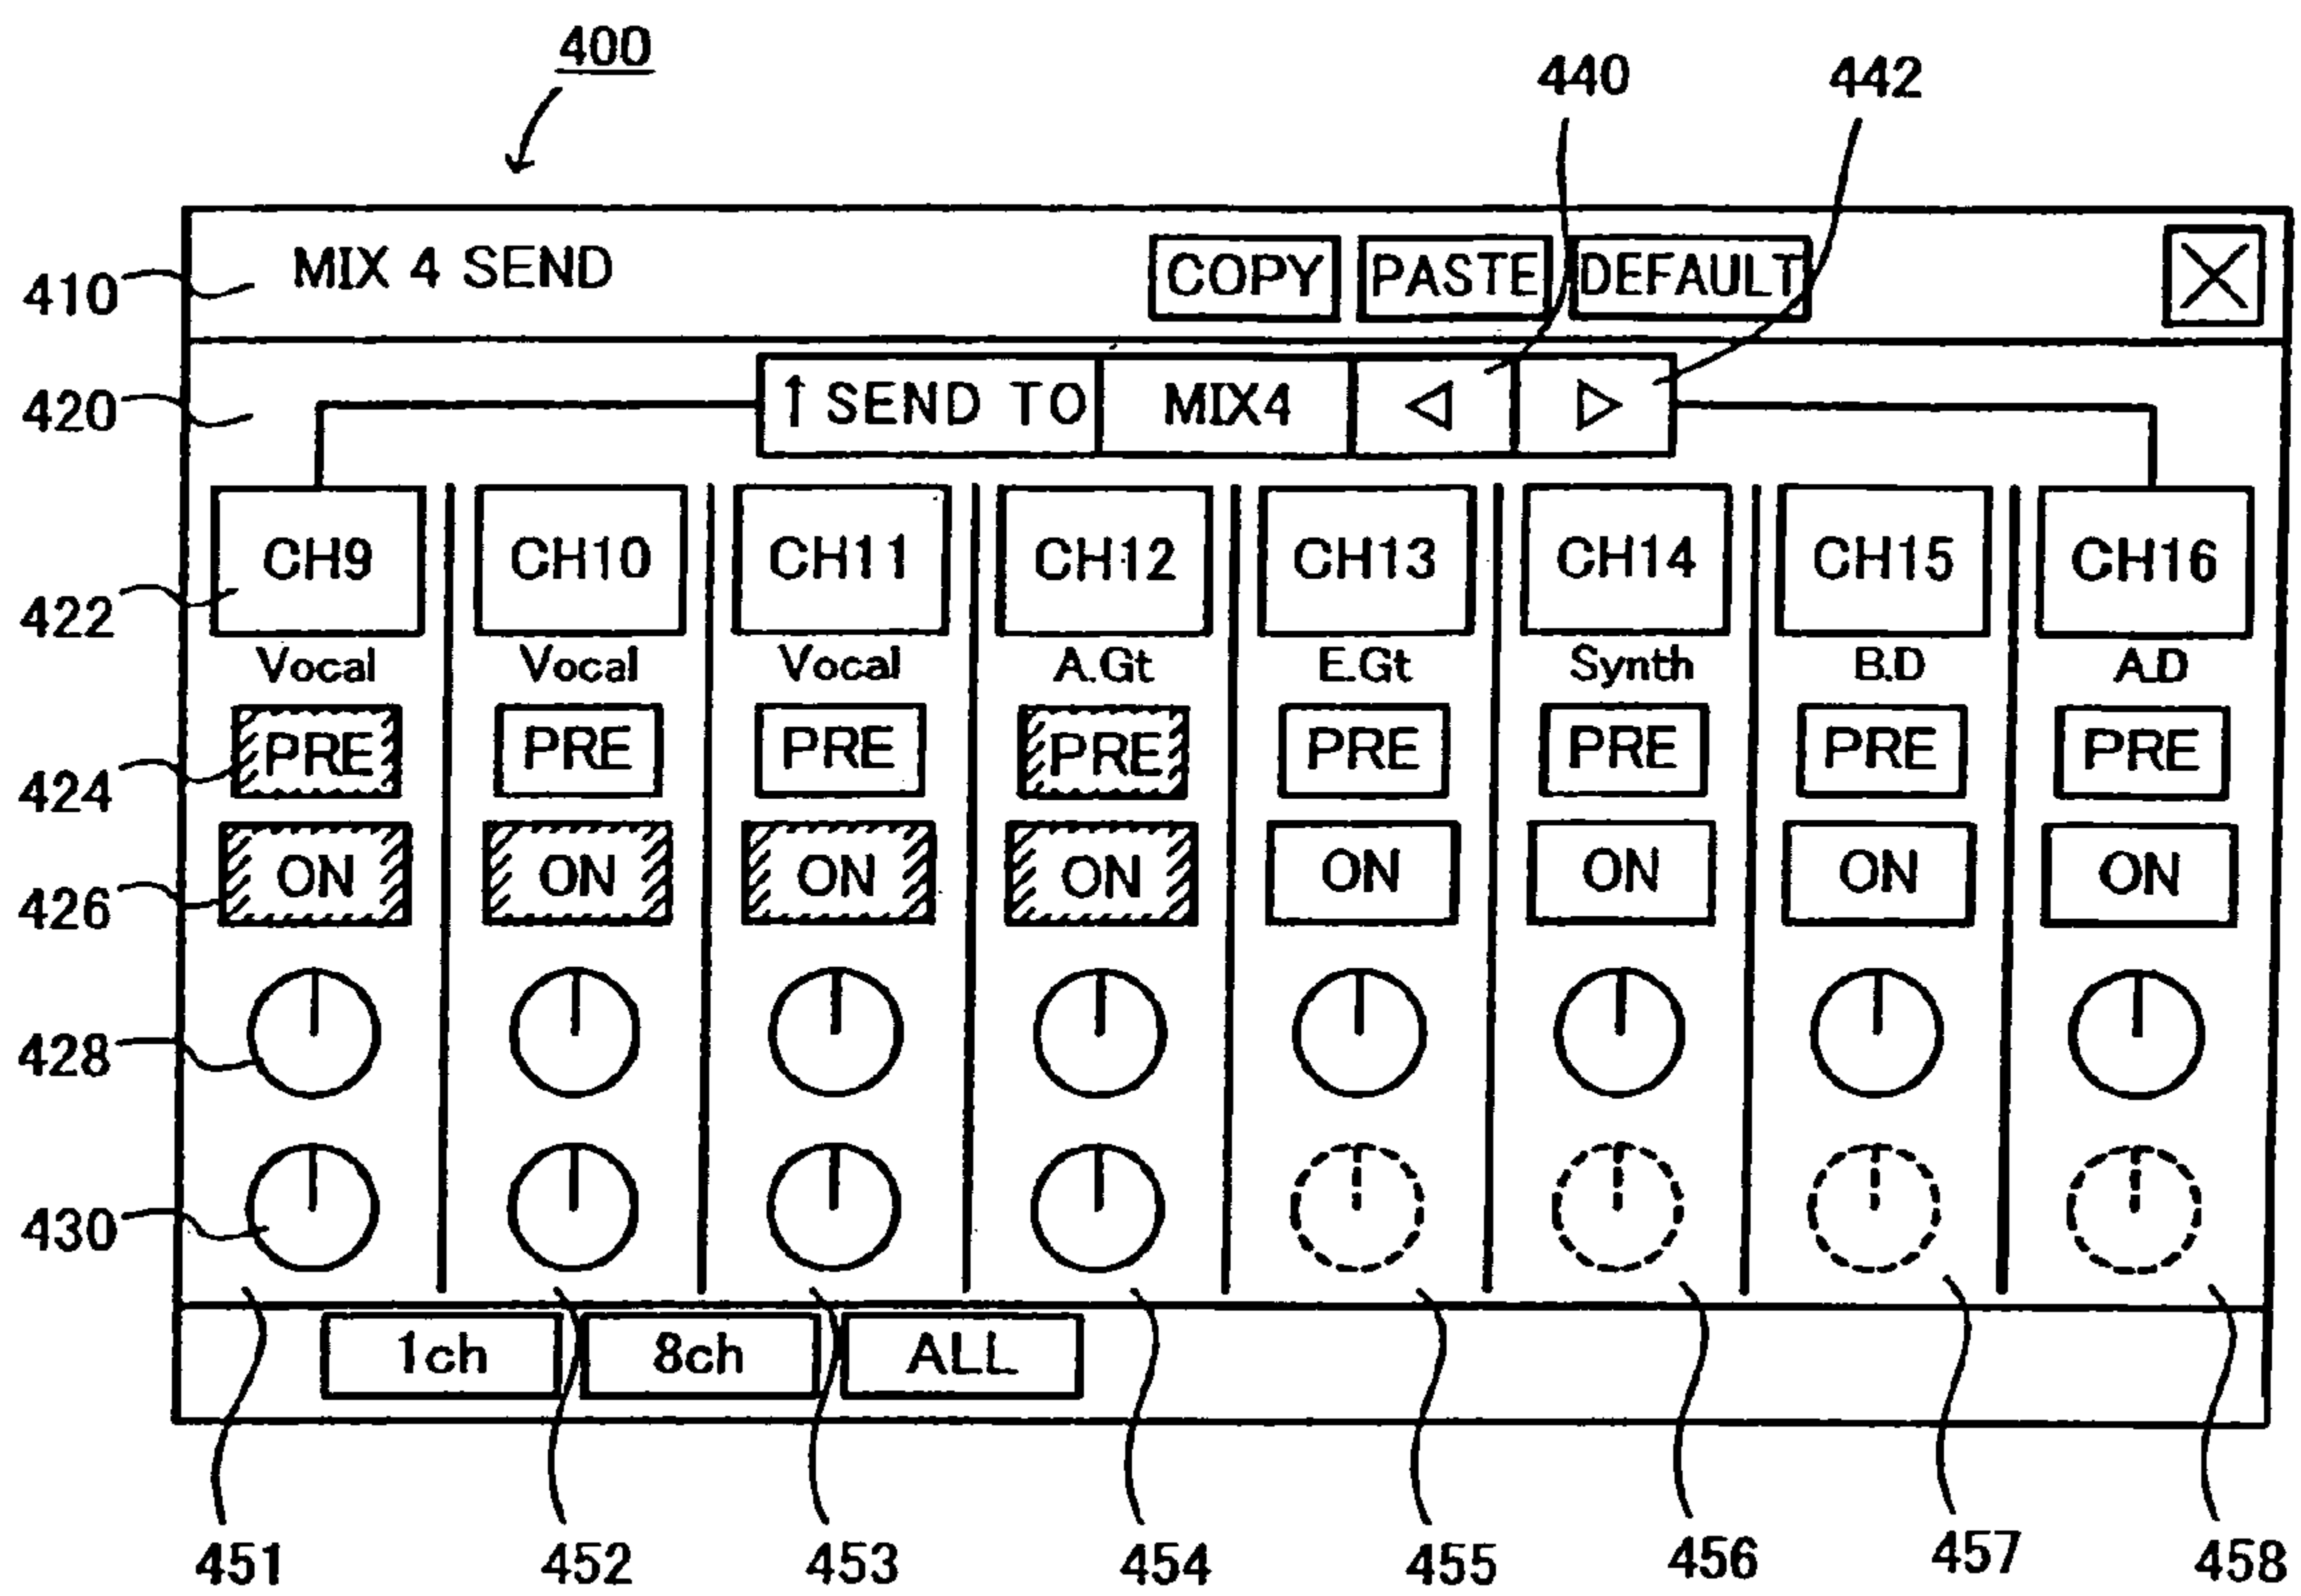 400
440 442
MIX 4 SEND COPY PASTE DEFAULT
410
↑ SEND TO MIX4 ◁ ▷
420
CH9 CH10 CH11 CH12 CH13 CH14 CH15 CH16
422
Vocal Vocal Vocal A.Gt E.Gt Synth B.D A.D
PRE PRE PRE PRE PRE PRE PRE PRE
424
ON ON ON ON ON ON ON ON
426
428
430
1ch 8ch ALL
451 452 453 454 455 456 457 458